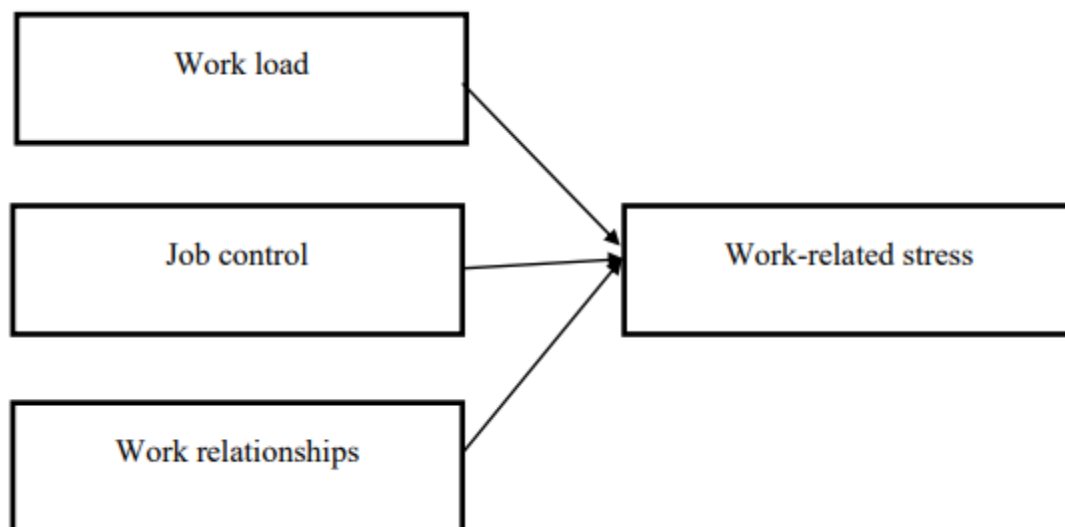 Work load
Job control
Work-related stress
Work relationships